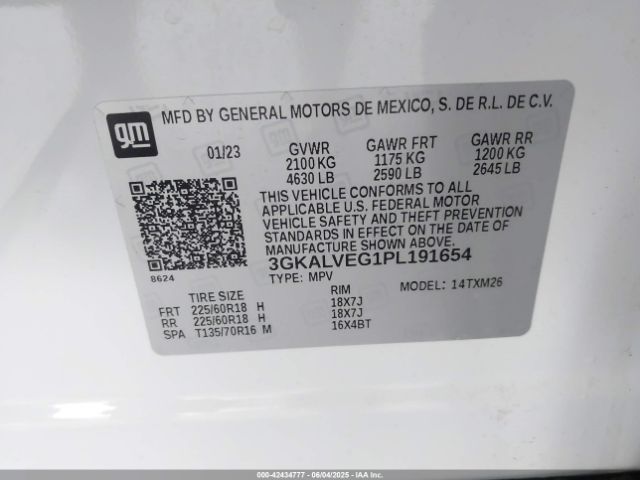 gm
MFD BY GENERAL MOTORS DE MEXICO, S. DE R.L. DE C.V.
01/23 GVWR GAWR FRT GAWR RR
2100 KG 1175 KG 1200 KG
4630 LB 2590 LB 2645 LB
THIS VEHICLE CONFORMS TO ALL
APPLICABLE U.S. FEDERAL MOTOR
VEHICLE SAFETY AND THEFT PREVENTION
STANDARDS IN EFFECT ON THE DATE OF
MANUFACTURE SHOWN ABOVE.
3GKALVEG1PL191654
8624
TYPE: MPV MODEL: 14TXM26
TIRE SIZE RIM
FRT 225/60R18 H 18X7J
RR 225/60R18 H 18X7J
SPA T135/70R16 M 16X4BT
000-42434777 - 06/04/2025 - IAAI.COM